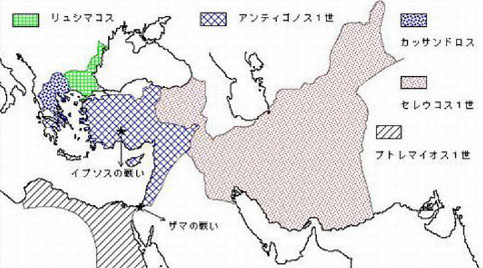 リュシマコス
アンティゴノス１世
カッサンドロス
セレウコス１世
プトレマイオス１世
イプソスの戦い
ザマの戦い